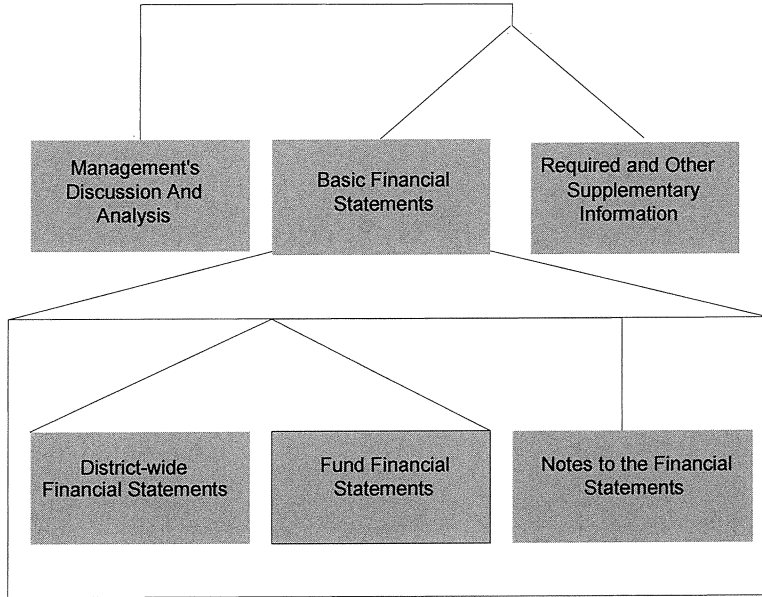 Management's
Discussion And
Analysis
Basic Financial
Statements
Required and Other
Supplementary
Information
District-wide
Financial Statements
Fund Financial
Statements
Notes to the Financial
Statements